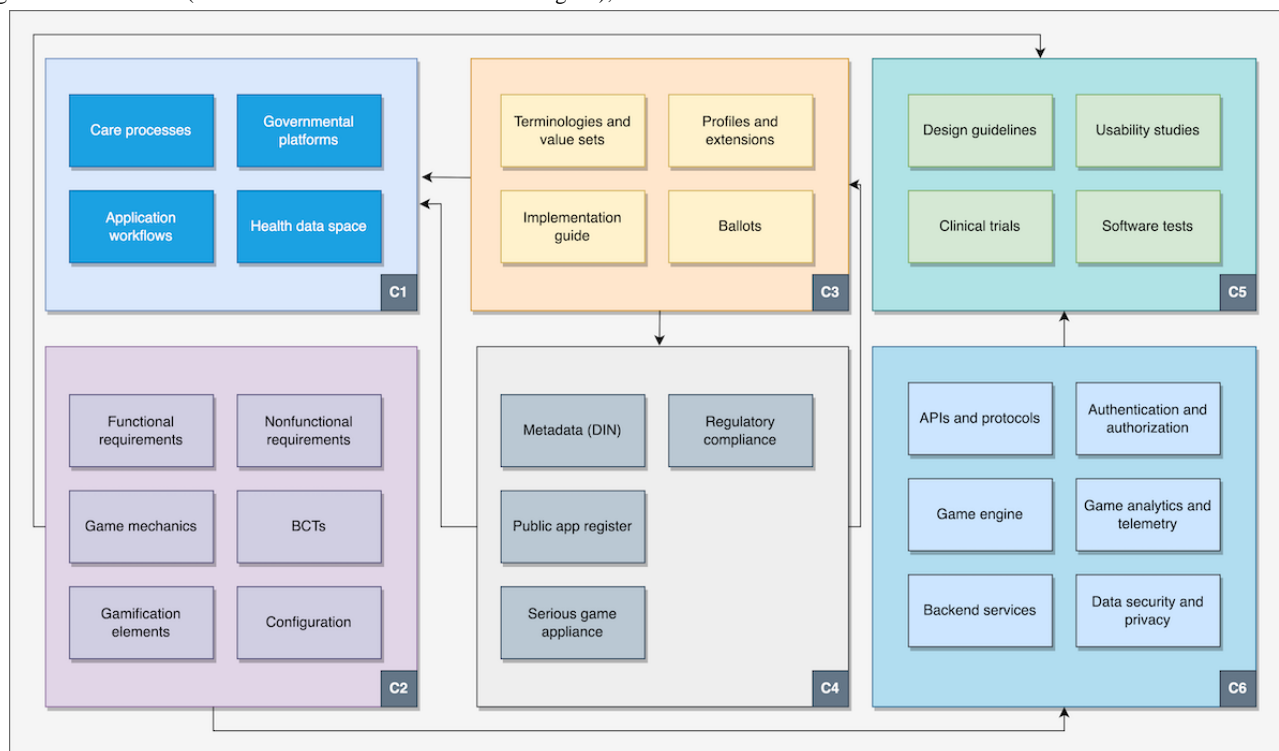 Care processes
Governmental
platforms
Application
workflows
Health data space
C1
Terminologies and
value sets
Profiles and
extensions
Implementation
guide
Ballots
C3
Design guidelines
Usability studies
Clinical trials
Software tests
C5
Functional
requirements
Nonfunctional
requirements
Game mechanics
BCTs
Gamification
elements
Configuration
C2
Metadata (DIN)
Regulatory
compliance
Public app register
Serious game
appliance
C4
APIs and protocols
Authentication and
authorization
Game engine
Game analytics and
telemetry
Backend services
Data security and
privacy
C6